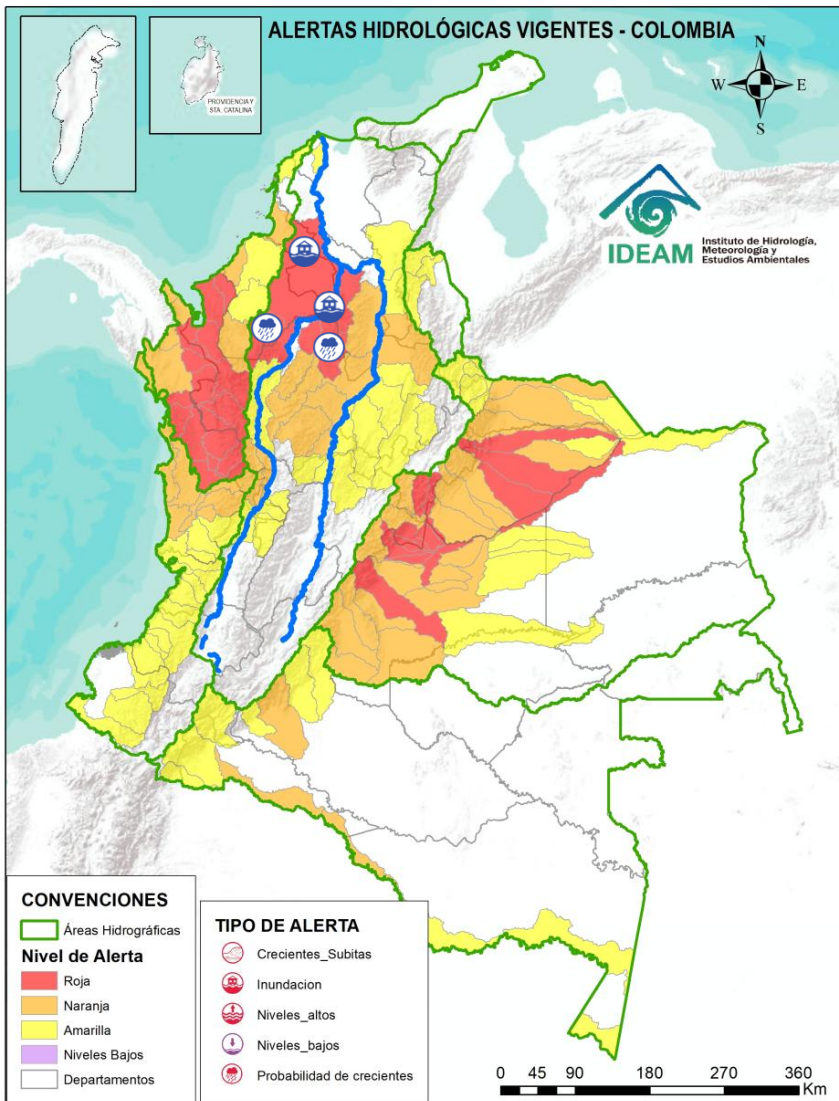 ALERTAS HIDROLÓGICAS VIGENTES - COLOMBIA
PROVIDENCIA Y
STA. CATALINA
N
W
E
S
IDEAM
Instituto de Hidrología,
Meteorología y
Estudios Ambientales
CONVENCIONES
Áreas Hidrográficas
Nivel de Alerta
Roja
Naranja
Amarilla
Niveles Bajos
Departamentos
TIPO DE ALERTA
Crecientes_Subitas
Inundacion
Niveles_altos
Niveles_bajos
Probabilidad de crecientes
0 45 90 180 270 360
Km